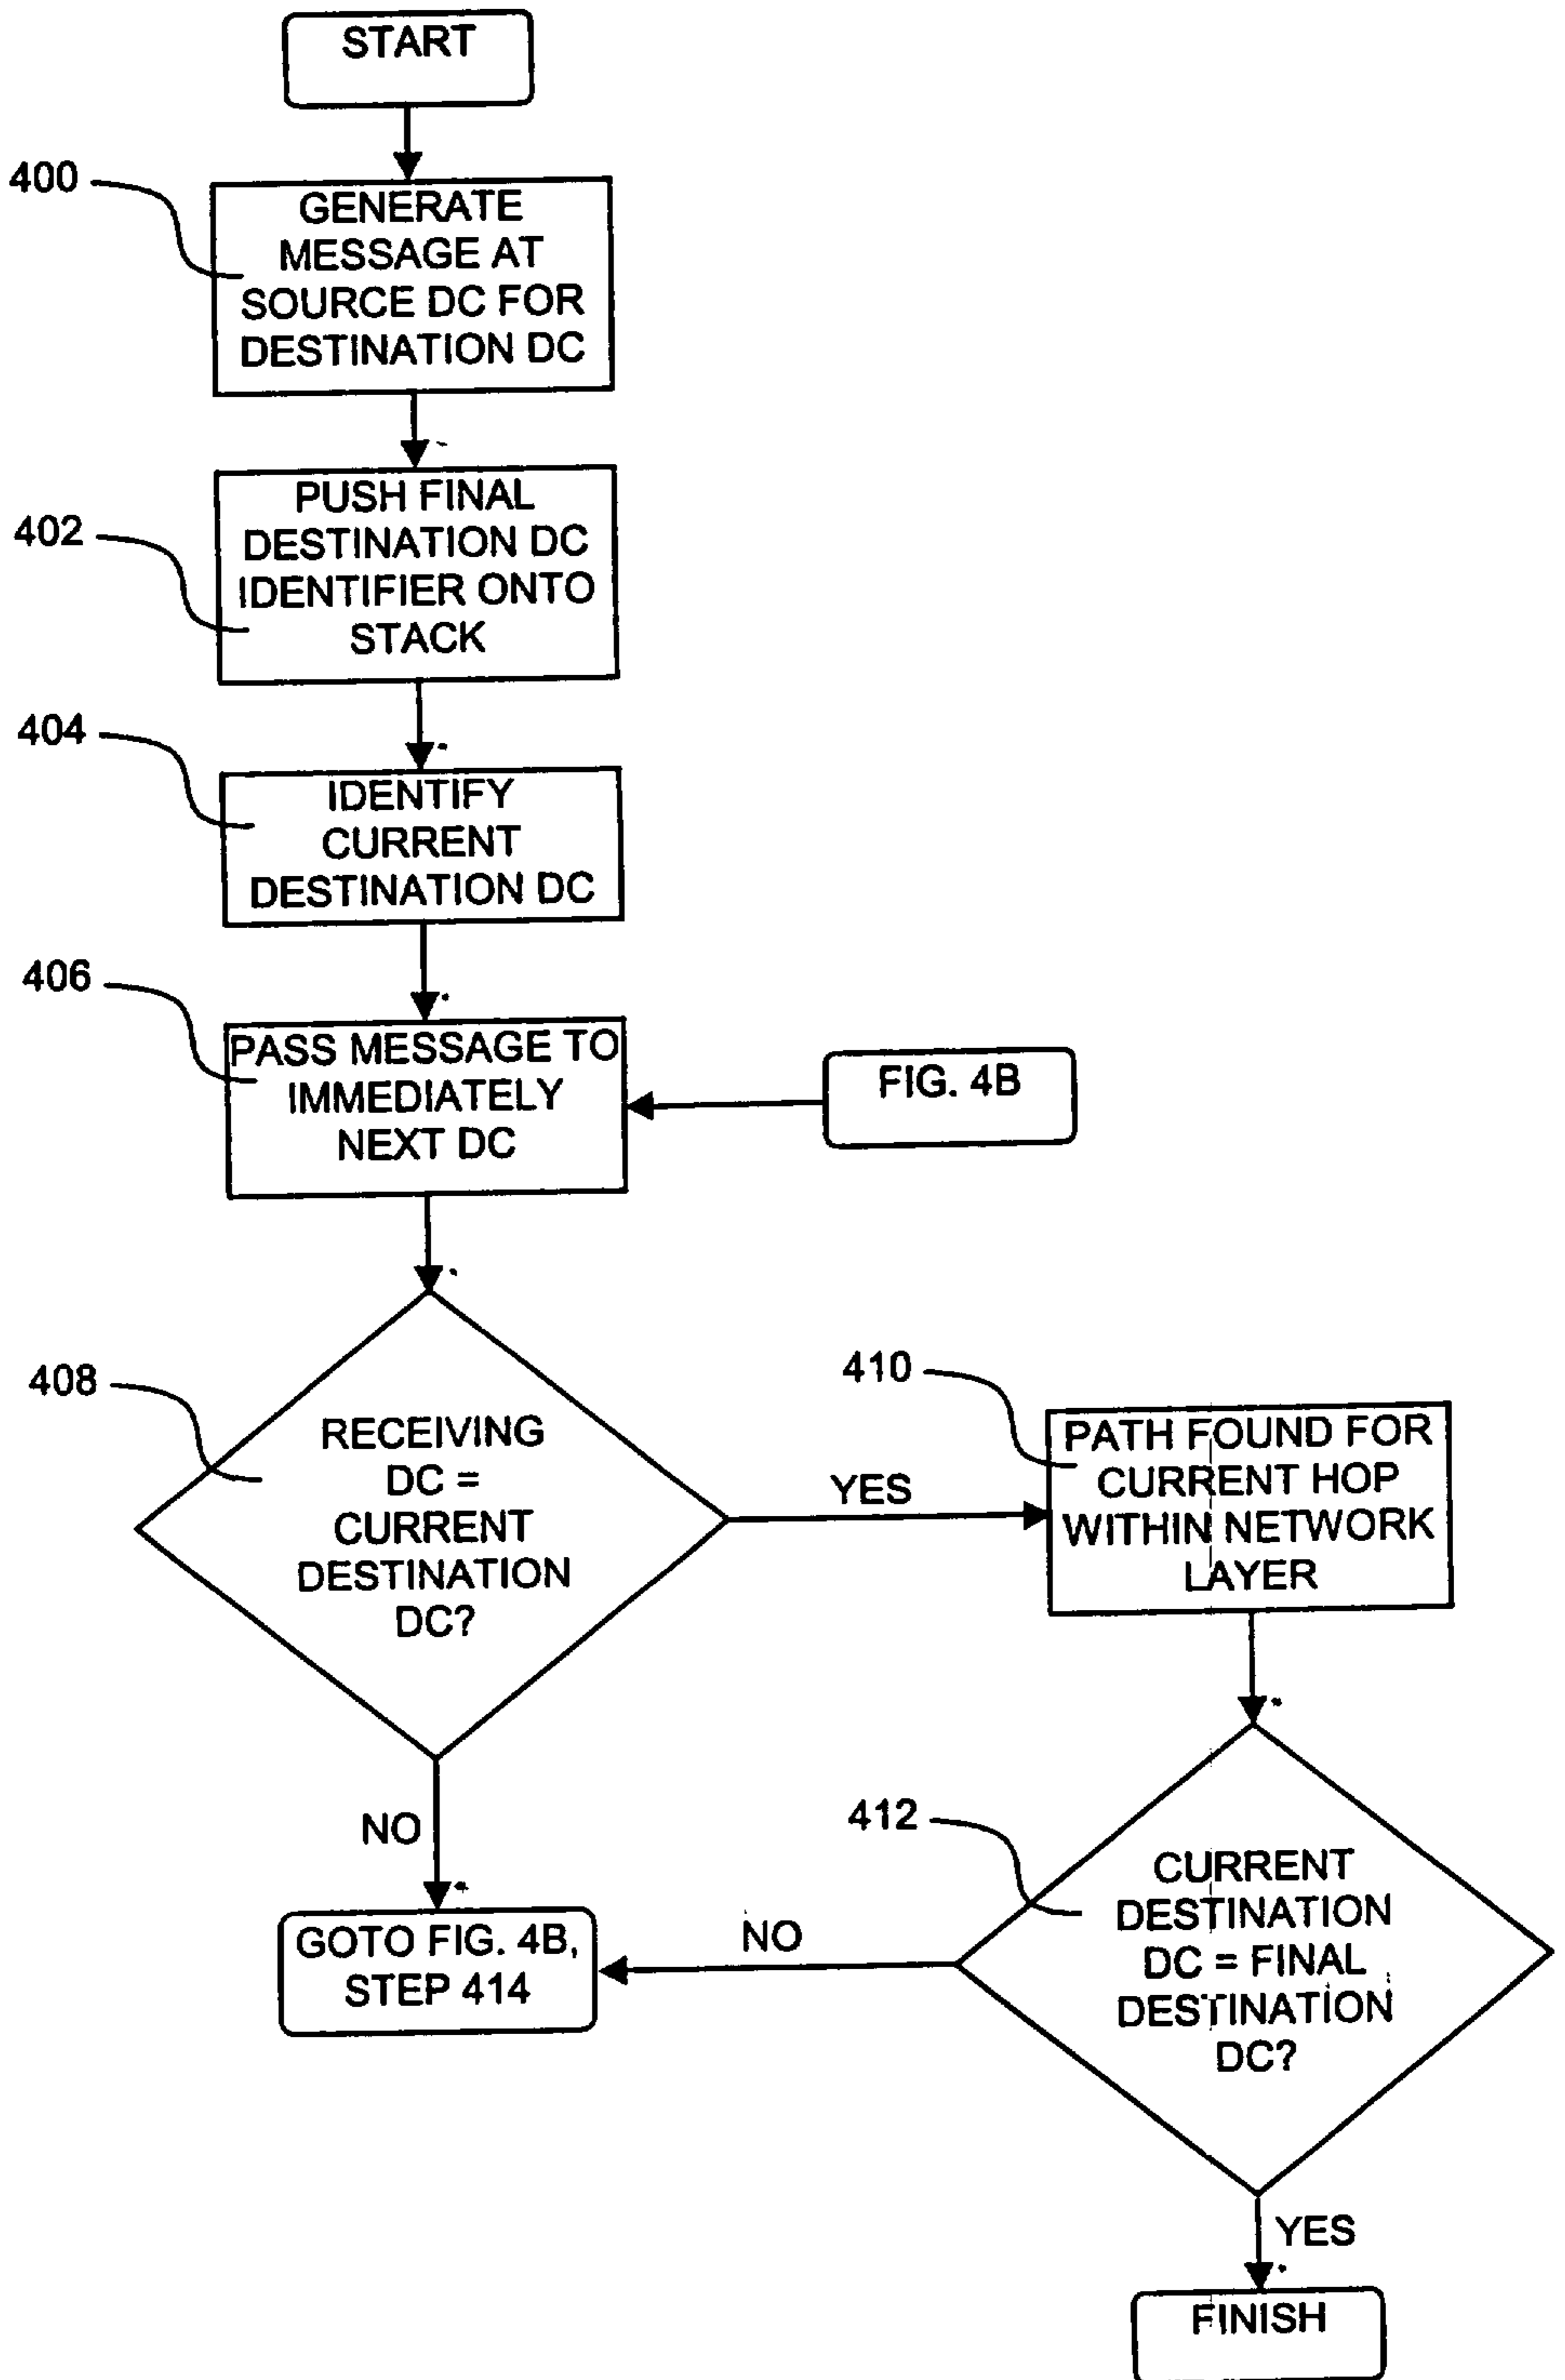 START
400
GENERATE
MESSAGE AT
SOURCE DC FOR
DESTINATION DC
402
PUSH FINAL
DESTINATION DC
IDENTIFIER ONTO
STACK
404
IDENTIFY
CURRENT
DESTINATION DC
406
PASS MESSAGE TO
IMMEDIATELY
NEXT DC
FIG. 4B
408
RECEIVING
DC =
CURRENT
DESTINATION
DC?
YES
410
PATH FOUND FOR
CURRENT HOP
WITHIN NETWORK
LAYER
NO
412
CURRENT
DESTINATION
DC = FINAL
DESTINATION
DC?
NO
GOTO FIG. 4B,
STEP 414
YES
FINISH